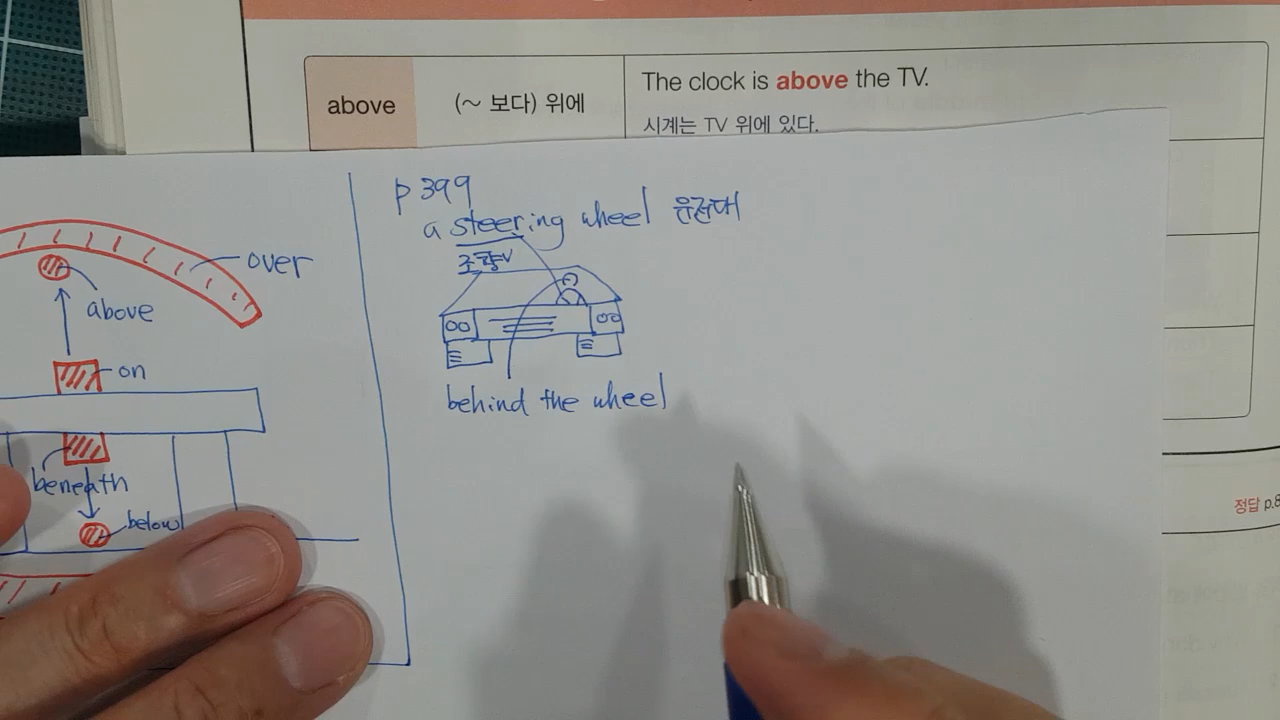 above (~ 보다) 위에 The clock is above the TV.
시계는 TV 위에 있다.
p 399
a steering wheel 운전대
조향v
over
above
on
behind the wheel
beneath
below
정답 p.8